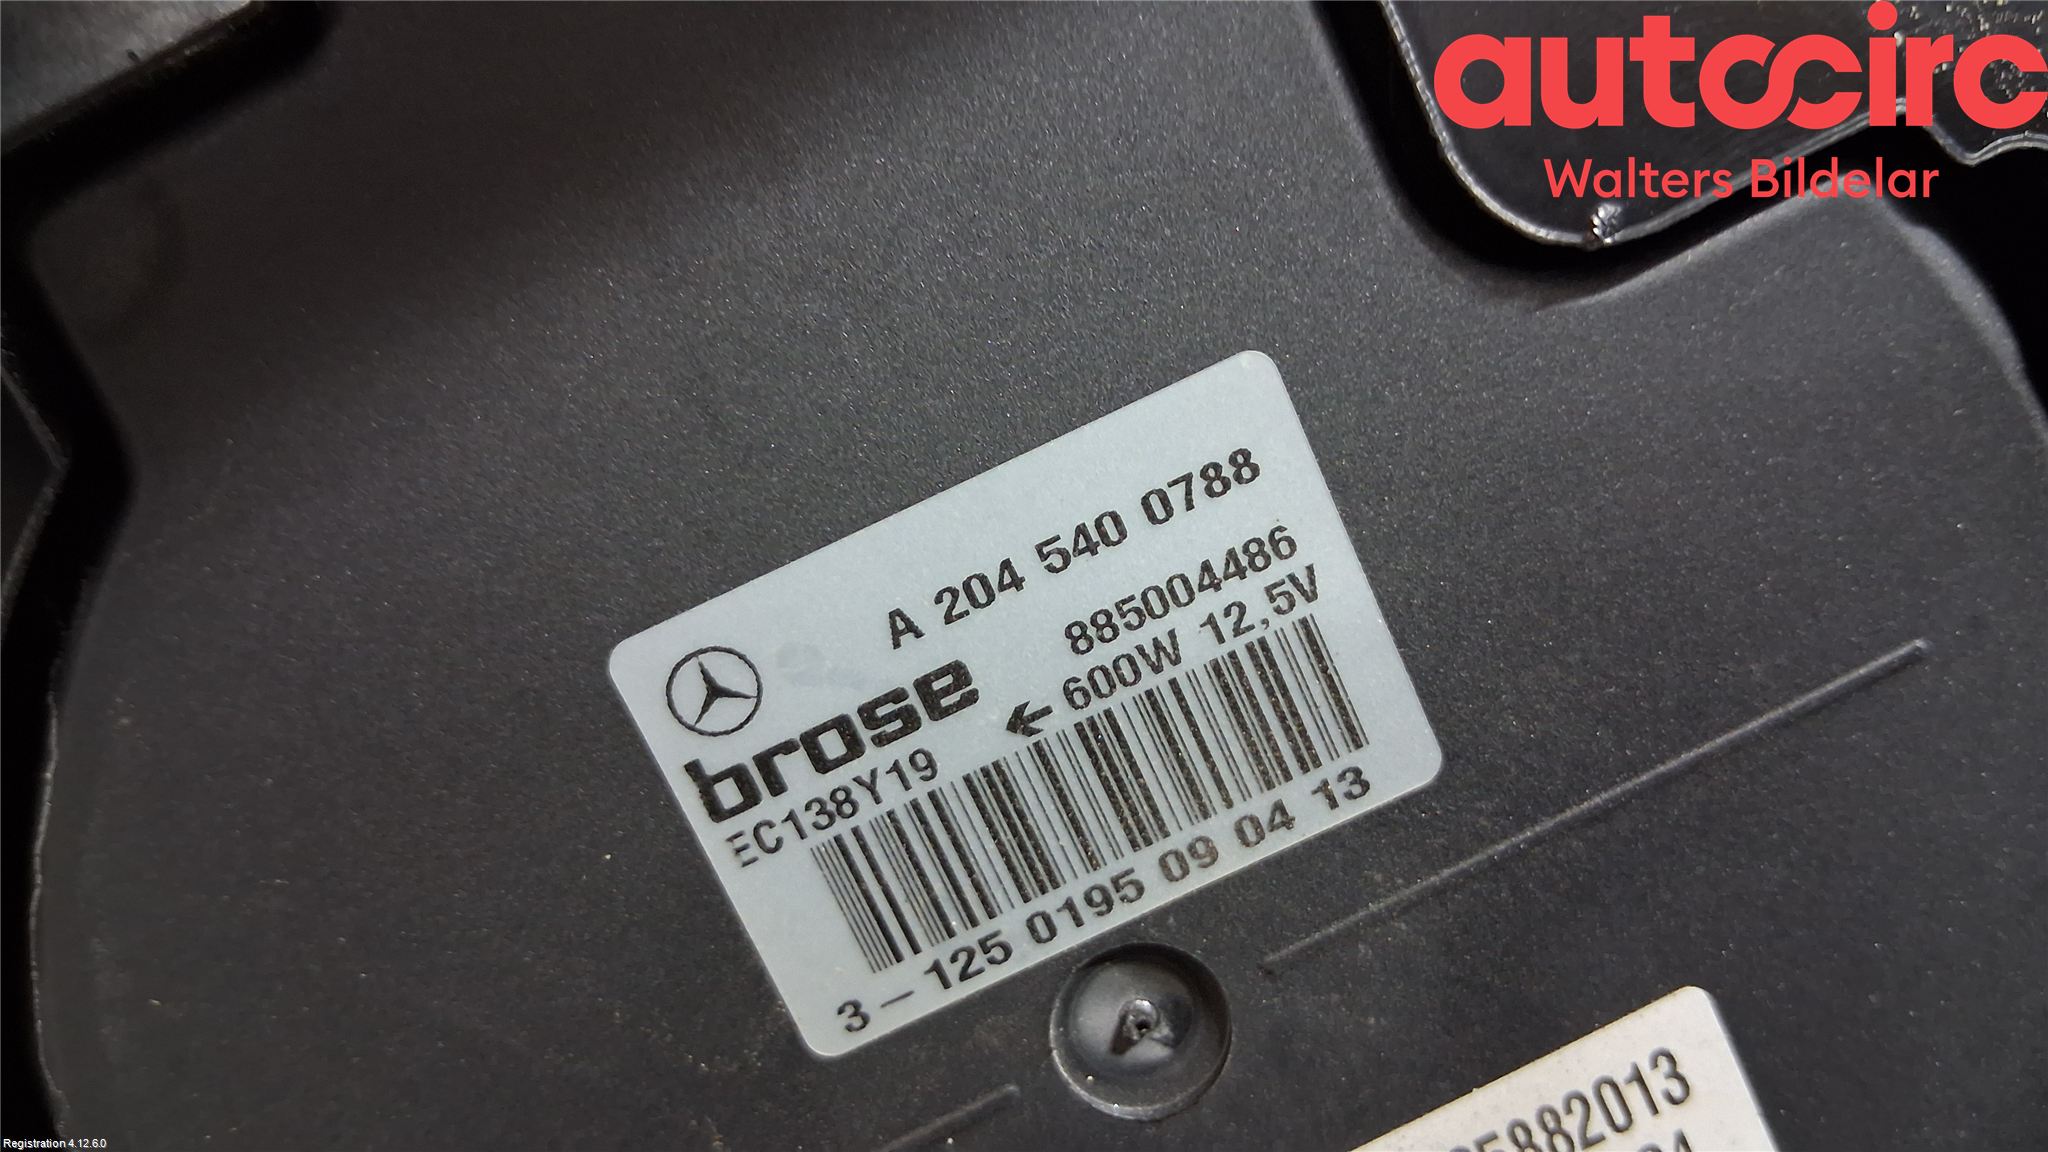 autocirc
Walters Bildelar
A 204 540 0788
885004486
brose ← 600W 12,5V
EC138Y19
3-125 0195 09 04 13
5882013
Registration 4.12.6.0